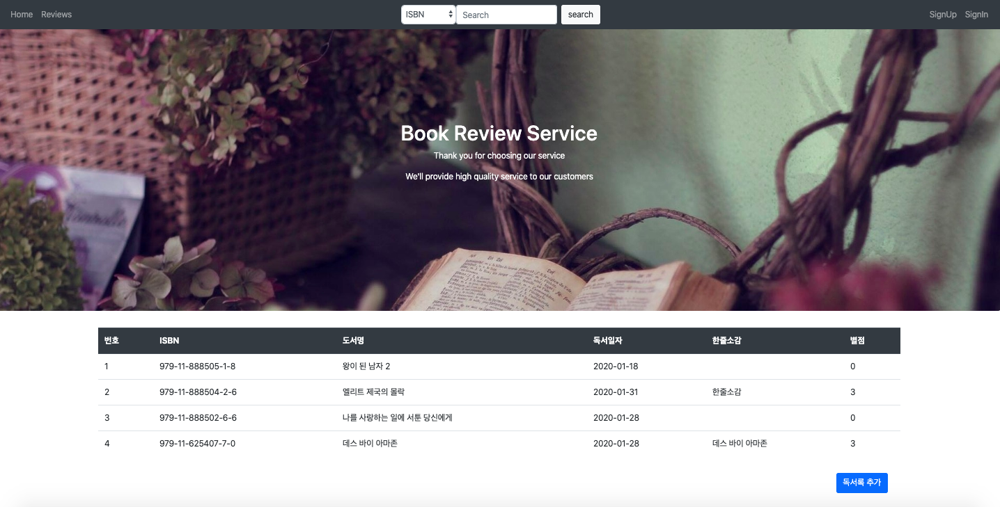 Home Reviews ISBN Search search SignUp SignIn
Book Review Service
Thank you for choosing our service
We'll provide high quality service to our customers
번호 ISBN 도서명 독서일자 한줄소감 별점
1 979-11-888505-1-8 왕이 된 남자 2 2020-01-18 0
2 979-11-888504-2-6 엘리트 제국의 몰락 2020-01-31 한줄소감 3
3 979-11-888502-6-6 나를 사랑하는 일에 서툰 당신에게 2020-01-28 0
4 979-11-625407-7-0 데스 바이 아마존 2020-01-28 데스 바이 아마존 3
독서록 추가